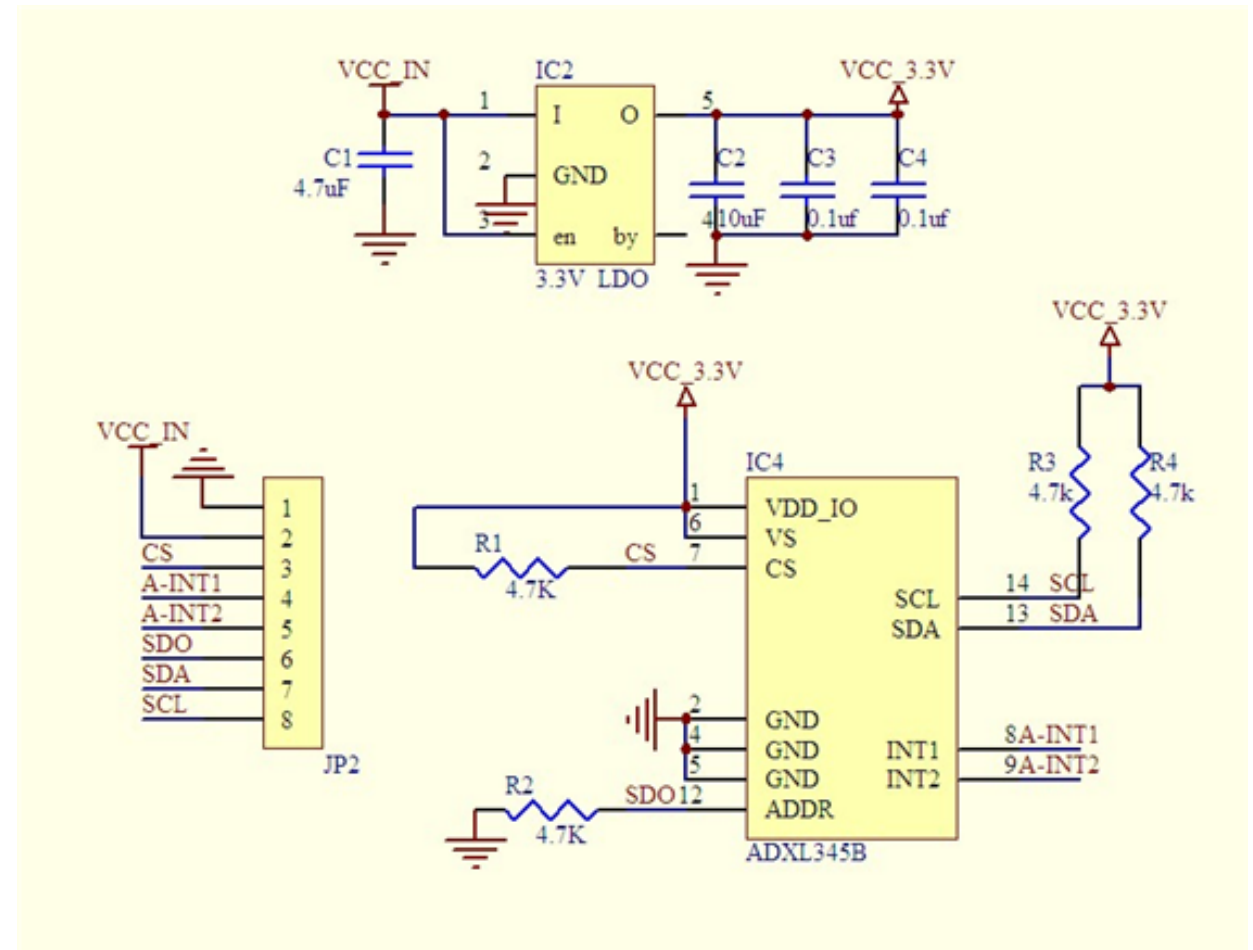 VCC_IN
IC2
VCC_3.3V
1
I
O
5
C1
4.7uF
2
GND
C2
C3
C4
3
en
by
4
10uF
0.1uf
0.1uf
3.3V LDO
VCC_3.3V
VCC_3.3V
VCC_IN
IC4
R3
4.7k
R4
4.7k
1
2
CS
3
A-INT1
4
A-INT2
5
SDO
6
SDA
7
SCL
8
JP2
1
VDD_IO
6
VS
R1
4.7K
CS
7
CS
SCL
14
SCL
SDA
13
SDA
2
GND
4
GND
5
GND
INT1
8
A-INT1
INT2
9
A-INT2
R2
4.7K
SDO
12
ADDR
ADXL345B